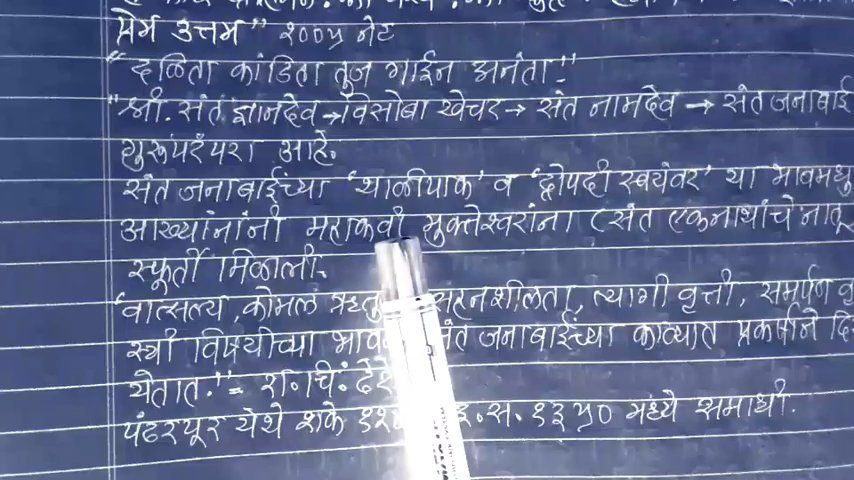 प्रेम उत्तम" २००५ नेट
"दळिता कांडिता तुज गाईन अनंता!"
"श्री. संत ज्ञानदेव→विसोबा खेचर→ संत नामदेव → संत जनाबाई
गुरूपरंपरा आहे.
संत जनाबाईंच्या 'थाळीपाक' व 'द्रोपदी स्वयंवर' या भावमधु
आख्यांनांनी महाकवी मुक्तेश्वरांना (संत एकनाथांचे नातू
स्फूर्ती मिळाली.
'वात्सल्य, कोमल ऋतु सहनशीलता, त्यागी वृत्ती, समर्पण वृ
स्त्री विषयीच्या भाव संत जनाबाईंच्या काव्यात प्रकर्षाने दि
येतात."= रा.चिं. ढेरे
पंढरपूर येथे शके इ.स. १३५० मध्ये समाधी.